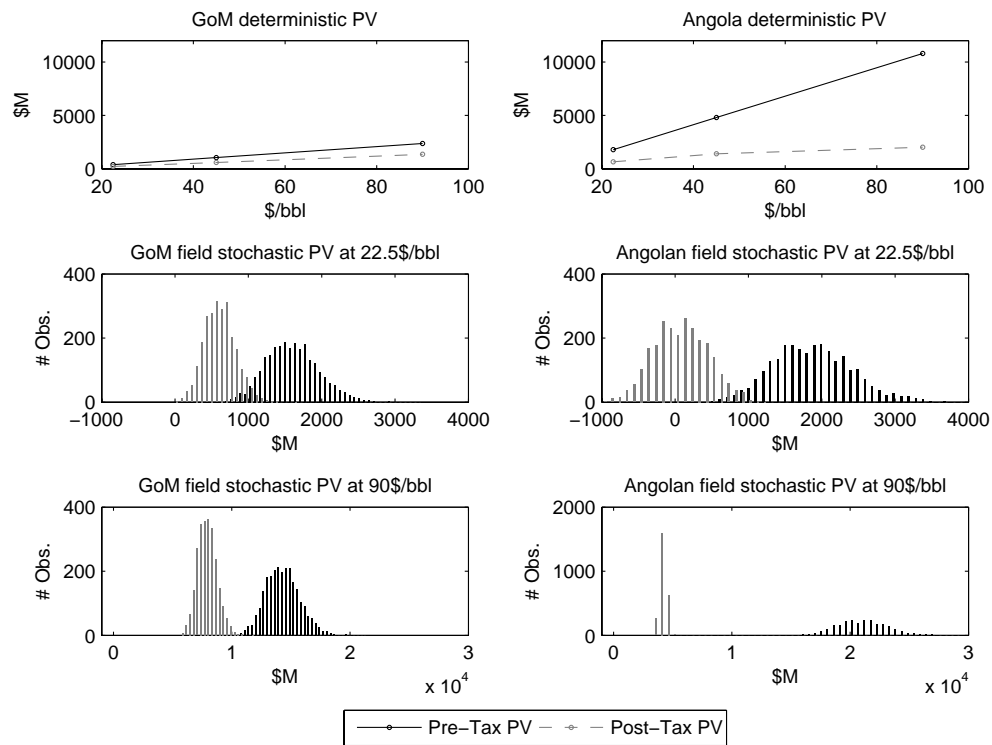 GoM deterministic PV
$M
10000
5000
0
20 40 60 80 100
$/bbl
Angola deterministic PV
$M
10000
5000
0
20 40 60 80 100
$/bbl
GoM field stochastic PV at 22.5$/bbl
# Obs.
400
200
0
−1000 0 1000 2000 3000 4000
$M
Angolan field stochastic PV at 22.5$/bbl
# Obs.
400
200
0
−1000 0 1000 2000 3000 4000
$M
GoM field stochastic PV at 90$/bbl
# Obs.
400
200
0
0 1 2 3
$M
x 10^4
Angolan field stochastic PV at 90$/bbl
# Obs.
2000
1000
0
0 1 2 3
$M
x 10^4
Pre−Tax PV
Post−Tax PV